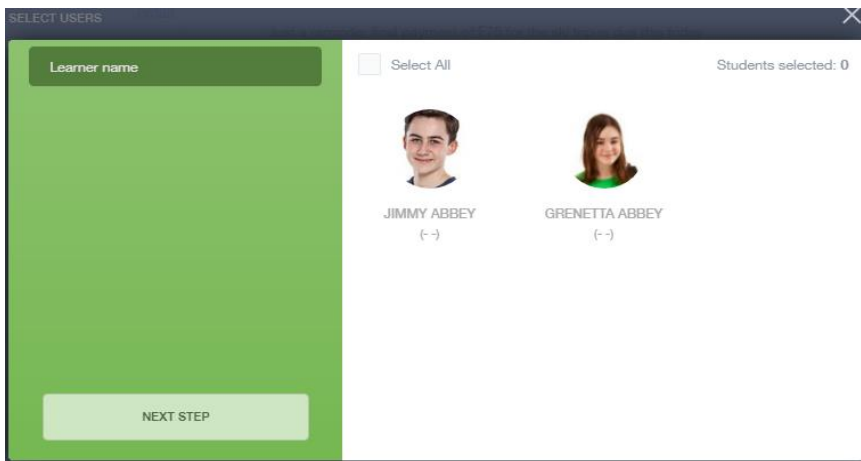 SELECT USERS
Learner name
Select All
Students selected: 0
JIMMY ABBEY
(- -)
GRENETTA ABBEY
(- -)
NEXT STEP